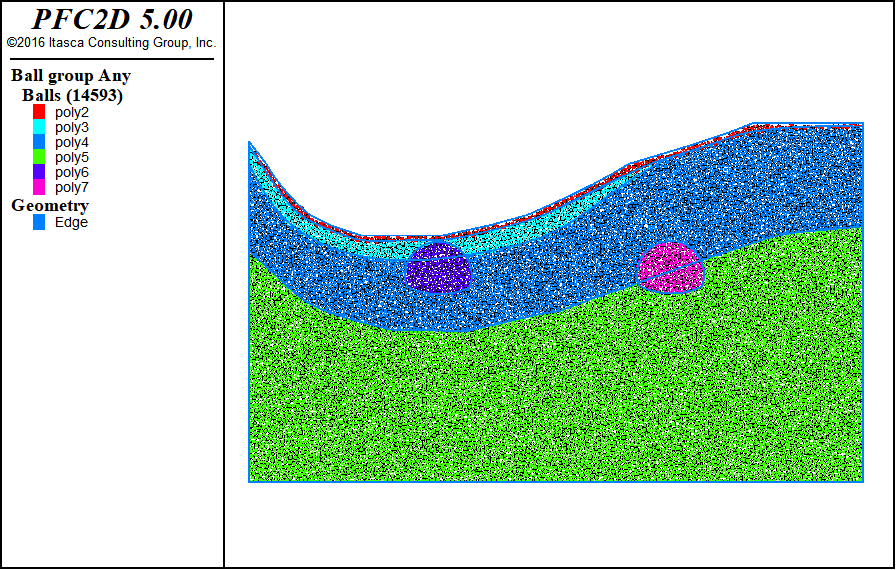 PFC2D 5.00
©2016 Itasca Consulting Group, Inc.
Ball group Any
Balls (14593)
poly2
poly3
poly4
poly5
poly6
poly7
Geometry
Edge